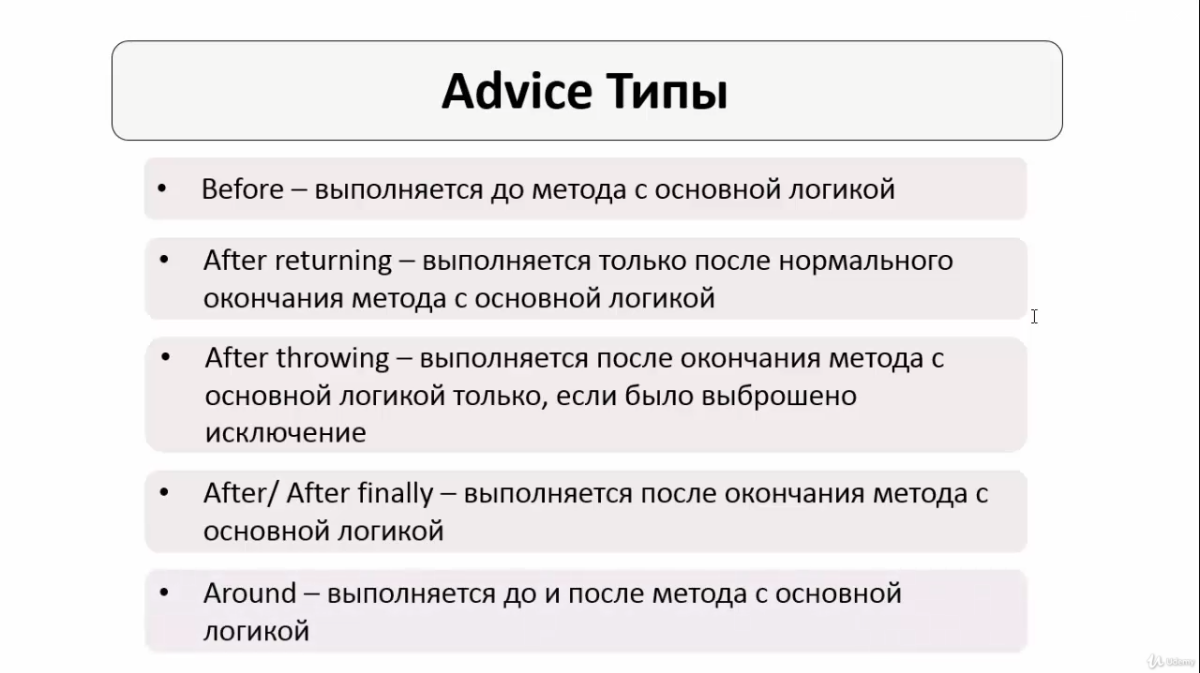 Advice Типы
• Before – выполняется до метода с основной логикой
• After returning – выполняется только после нормального
окончания метода с основной логикой
• After throwing – выполняется после окончания метода с
основной логикой только, если было выброшено
исключение
• After/ After finally – выполняется после окончания метода с
основной логикой
• Around – выполняется до и после метода с основной
логикой
Udemy